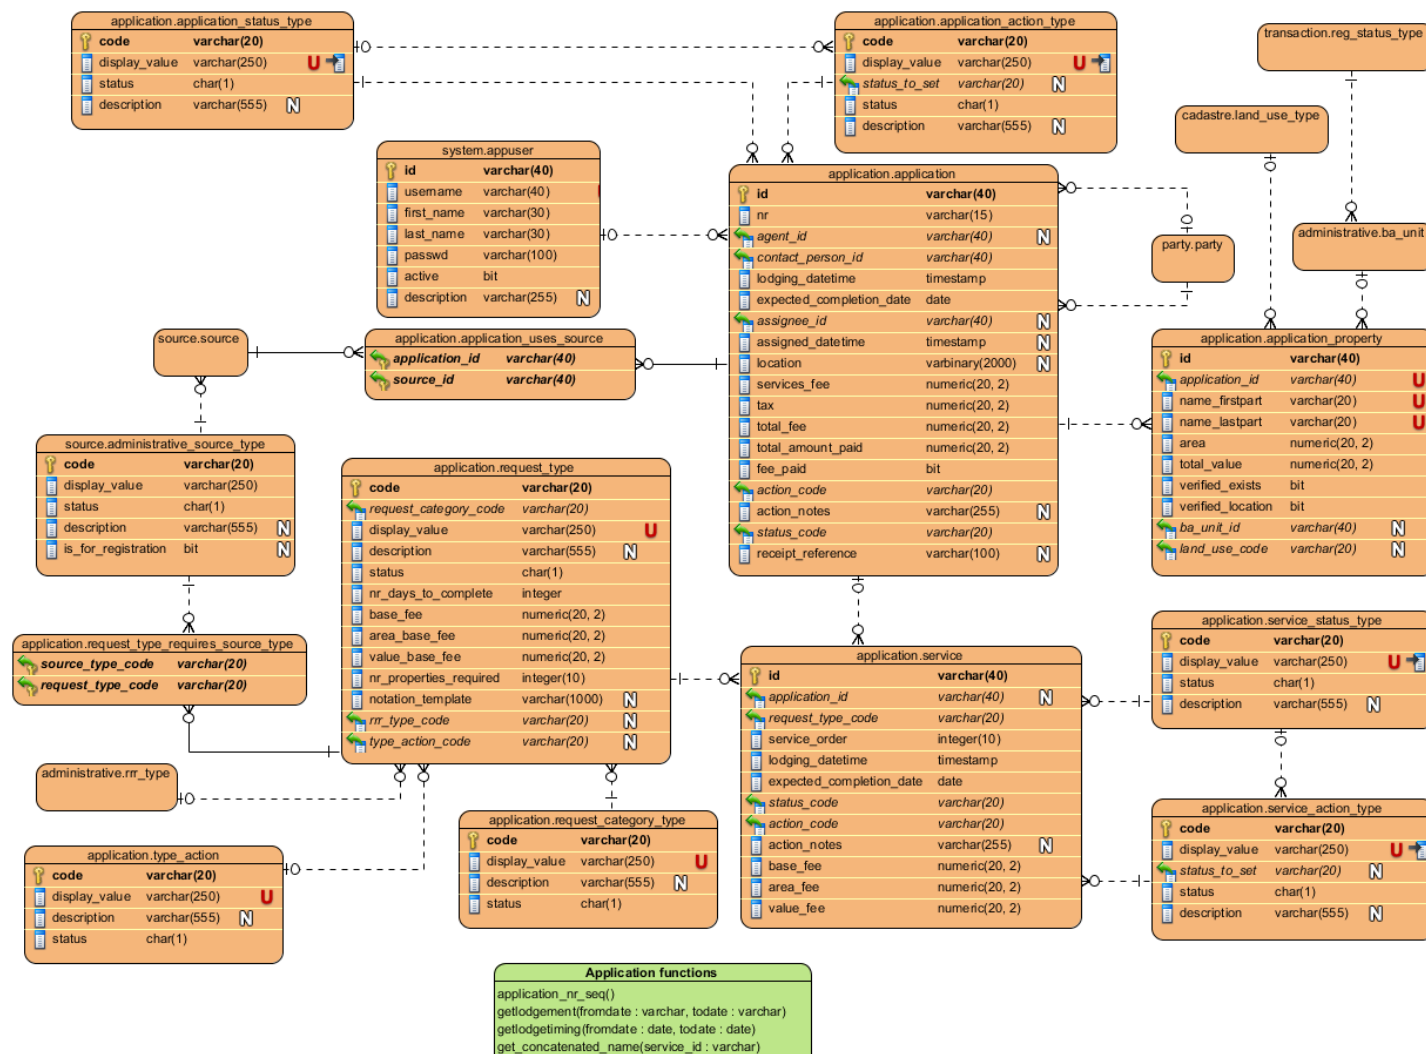 application.application_status_type
code varchar(20)
display_value varchar(250) U
status char(1)
description varchar(555) N
application.application_action_type
code varchar(20)
display_value varchar(250) U
status_to_set varchar(20) N
status char(1)
description varchar(555) N
transaction.reg_status_type
cadastre.land_use_type
system.appuser
id varchar(40)
username varchar(40)
first_name varchar(30)
last_name varchar(30)
passwd varchar(100)
active bit
description varchar(255) N
application.application
id varchar(40)
nr varchar(15)
agent_id varchar(40) N
contact_person_id varchar(40)
lodging_datetime timestamp
expected_completion_date date
assignee_id varchar(40) N
assigned_datetime timestamp N
location varbinary(2000) N
services_fee numeric(20, 2)
tax numeric(20, 2)
total_fee numeric(20, 2)
total_amount_paid numeric(20, 2)
fee_paid bit
action_code varchar(20)
action_notes varchar(255) N
status_code varchar(20)
receipt_reference varchar(100) N
party.party
administrative.ba_unit
source.source
application.application_uses_source
application_id varchar(40)
source_id varchar(40)
application.application_property
id varchar(40)
application_id varchar(40) U
name_firstpart varchar(20) U
name_lastpart varchar(20) U
area numeric(20, 2)
total_value numeric(20, 2)
verified_exists bit
verified_location bit
ba_unit_id varchar(40) N
land_use_code varchar(20) N
source.administrative_source_type
code varchar(20)
display_value varchar(250)
status char(1)
description varchar(555) N
is_for_registration bit N
application.request_type
code varchar(20)
request_category_code varchar(20)
display_value varchar(250) U
description varchar(555) N
status char(1)
nr_days_to_complete integer
base_fee numeric(20, 2)
area_base_fee numeric(20, 2)
value_base_fee numeric(20, 2)
nr_properties_required integer(10)
notation_template varchar(1000) N
rrr_type_code varchar(20) N
type_action_code varchar(20) N
application.request_type_requires_source_type
source_type_code varchar(20)
request_type_code varchar(20)
application.service
id varchar(40)
application_id varchar(40) N
request_type_code varchar(20)
service_order integer(10)
lodging_datetime timestamp
expected_completion_date date
status_code varchar(20)
action_code varchar(20)
action_notes varchar(255) N
base_fee numeric(20, 2)
area_fee numeric(20, 2)
value_fee numeric(20, 2)
application.service_status_type
code varchar(20)
display_value varchar(250) U
status char(1)
description varchar(555) N
administrative.rrr_type
application.type_action
code varchar(20)
display_value varchar(250) U
description varchar(555) N
status char(1)
application.request_category_type
code varchar(20)
display_value varchar(250) U
description varchar(555) N
status char(1)
application.service_action_type
code varchar(20)
display_value varchar(250) U
status_to_set varchar(20) N
status char(1)
description varchar(555) N
Application functions
application_nr_seq()
getlodgement(fromdate : varchar, todate : varchar)
getlodgetiming(fromdate : date, todate : date)
get_concatenated_name(service_id : varchar)